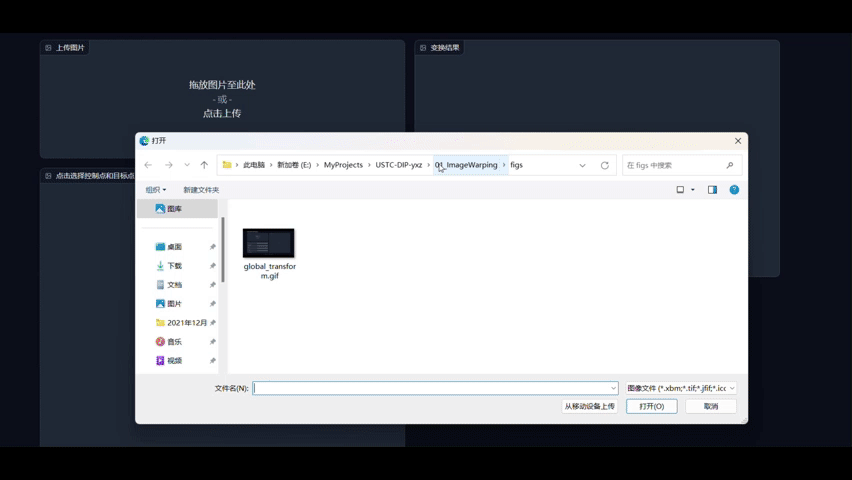 上传图片
变换结果
拖放图片至此处
- 或 -
点击上传
打开
此电脑 > 新加卷 (E:) > MyProjects > USTC-DIP-yxz > 01_ImageWarping > figs
在 figs 中搜索
点击选择控制点和目标点
组织
新建文件夹
图库
global_transfor
m.gif
桌面
下载
文档
图片
2021年12月
音乐
视频
文件名(N):
图像文件 (*.xbm;*.tif;*.jfif;*.icc
从移动设备上传
打开(O)
取消